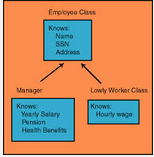 Employee Class
Knows:
Name
SSN
Address
Manager
Lowly Worker Class
Knows:
Yearly Salary
Pension
Health Benefits
Knows:
Hourly wage